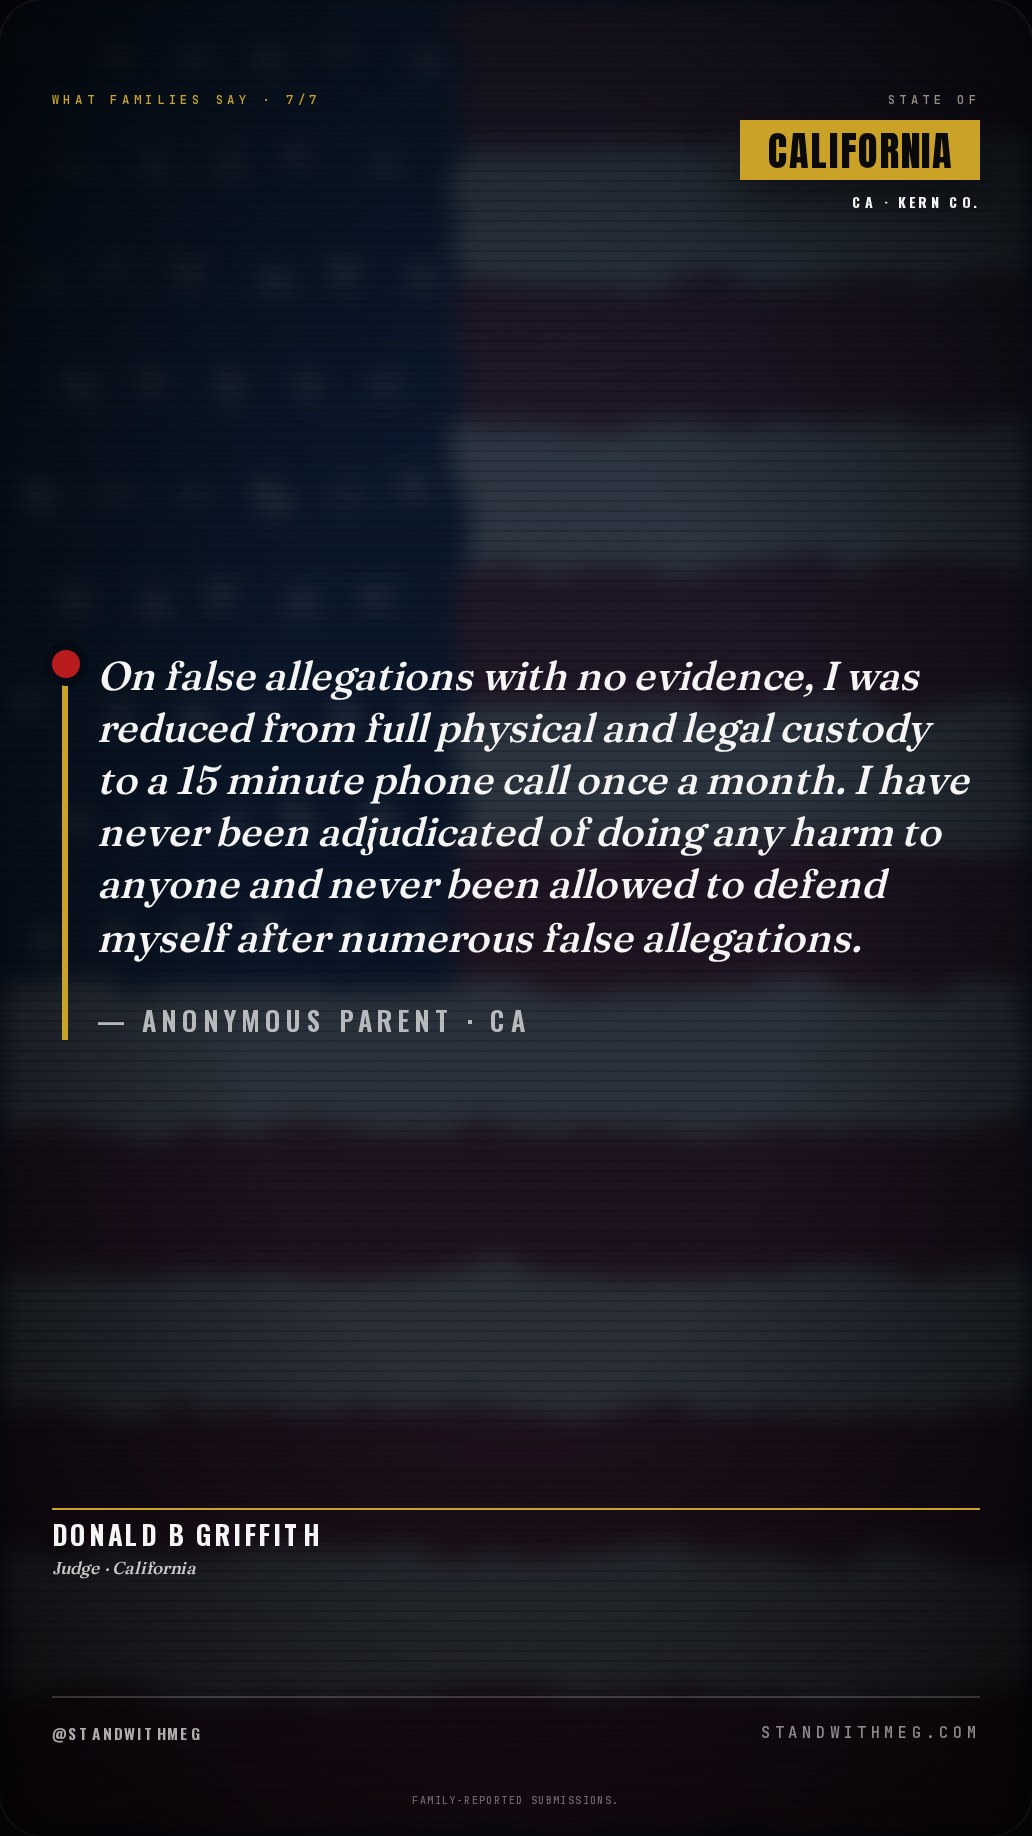 WHAT FAMILIES SAY · 7/7
STATE OF
CALIFORNIA
CA · KERN CO.
On false allegations with no evidence, I was
reduced from full physical and legal custody
to a 15 minute phone call once a month. I have
never been adjudicated of doing any harm to
anyone and never been allowed to defend
myself after numerous false allegations.
— ANONYMOUS PARENT · CA
DONALD B GRIFFITH
Judge · California
@STANDWITHMEG
STANDWITHMEG.COM
FAMILY-REPORTED SUBMISSIONS.